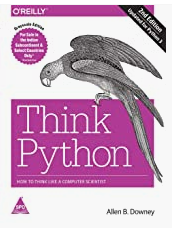 O'REILLY®
Grayscale Edition
For Sale in
the Indian
Subcontinent &
Select Countries
Only*
2nd Edition
Updated for Python 3
Think
Python
HOW TO THINK LIKE A COMPUTER SCIENTIST
SPD
Allen B. Downey